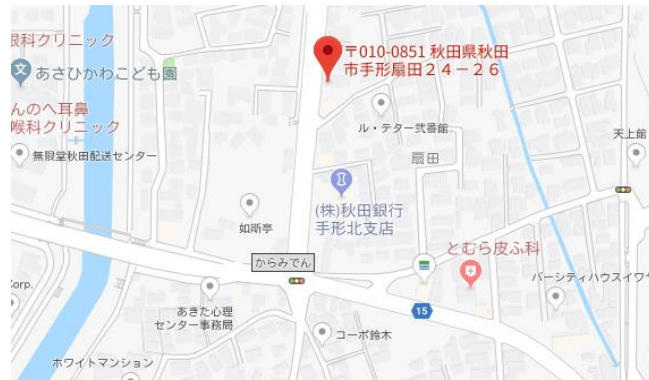 眼科クリニック
あさひかわこども園
んのへ耳鼻
喉科クリニック
無限堂秋田配送センター
〒010-0851 秋田県秋田
市手形扇田24-26
ル・テター弐番館
扇田
天上館
(株)秋田銀行
手形北支店
如斯亭
からみでん
とむら皮ふ科
バーシティハウスイワサ
Corp.
あきた心理
センター事務局
15
コーポ鈴木
ホワイトマンション